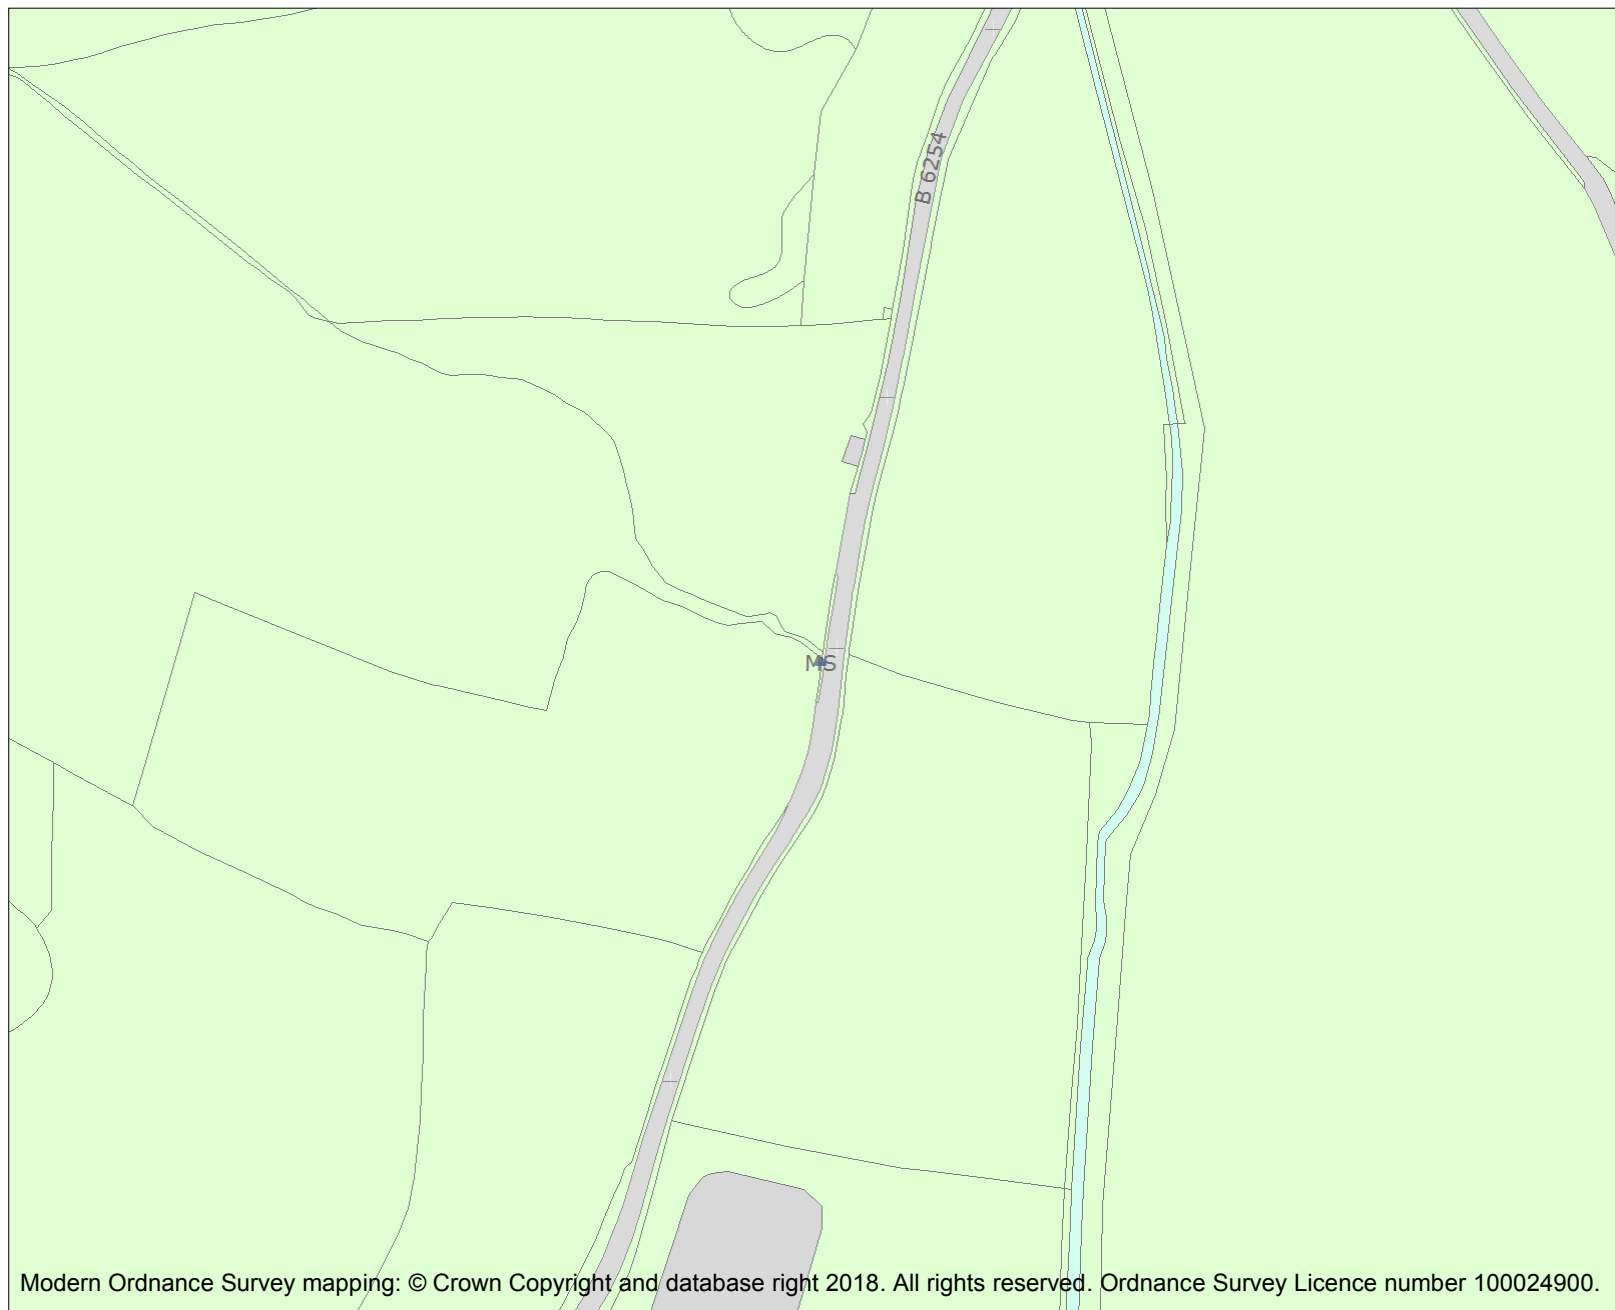 B 6254
MS
Modern Ordnance Survey mapping: © Crown Copyright and database right 2018. All rights reserved. Ordnance Survey Licence number 100024900.